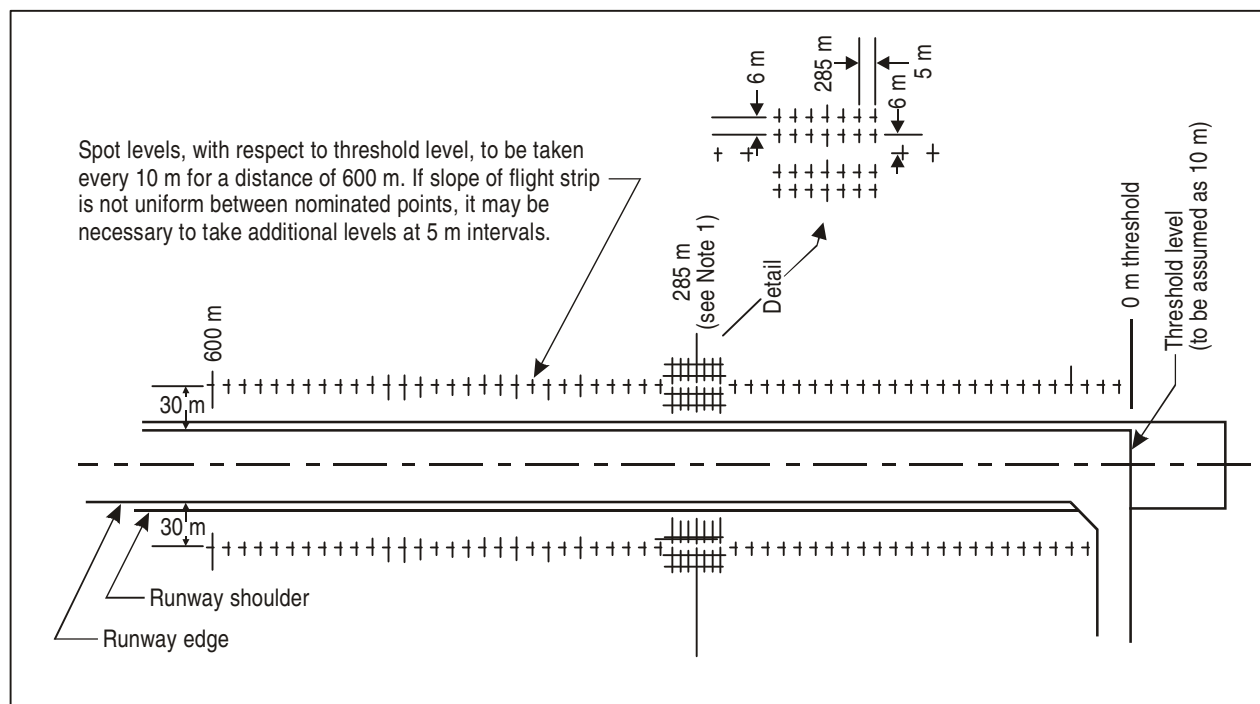 6 m
285 m
5 m
6 m
Spot levels, with respect to threshold level, to be taken
every 10 m for a distance of 600 m. If slope of flight strip
is not uniform between nominated points, it may be
necessary to take additional levels at 5 m intervals.
285 m
(see Note 1)
Detail
0 m threshold
Threshold level
(to be assumed as 10 m)
600 m
30 m
30 m
Runway shoulder
Runway edge